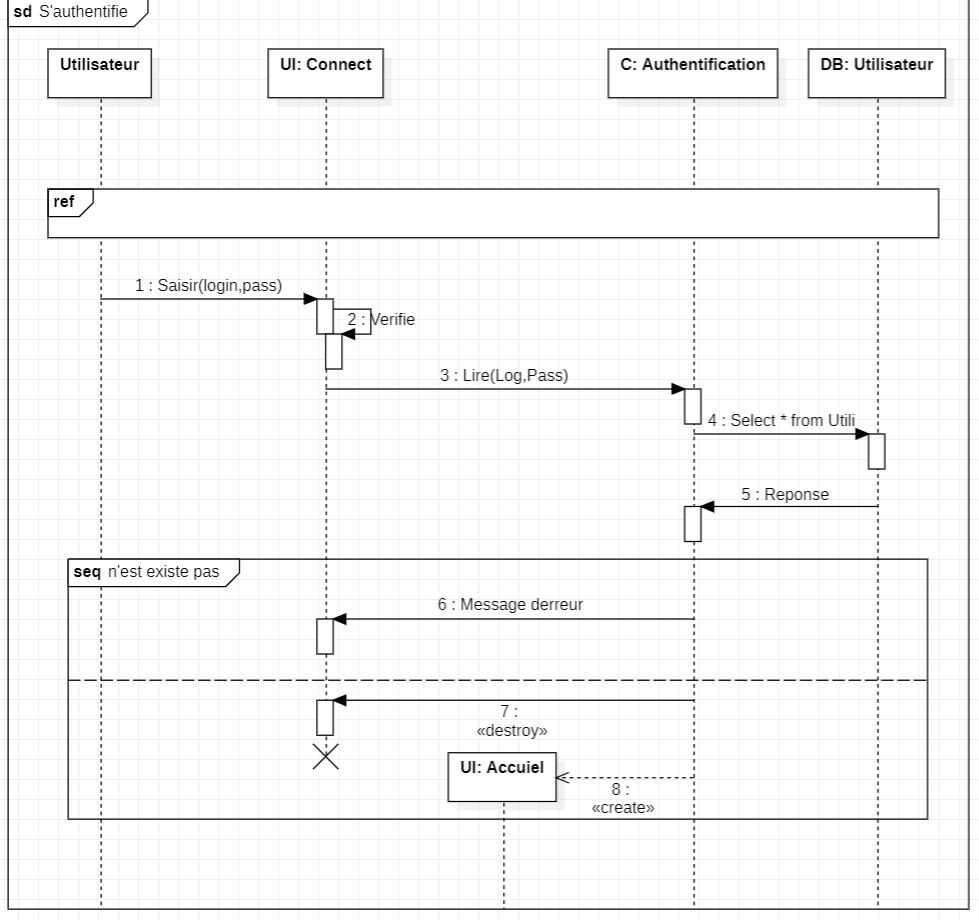 sd S'authentifie
Utilisateur
UI: Connect
C: Authentification
DB: Utilisateur
ref
1 : Saisir(login,pass)
2 : Verifie
3 : Lire(Log,Pass)
4 : Select * from Utili
5 : Reponse
seq n'est existe pas
6 : Message derreur
7 :
«destroy»
UI: Accuiel
8 :
«create»